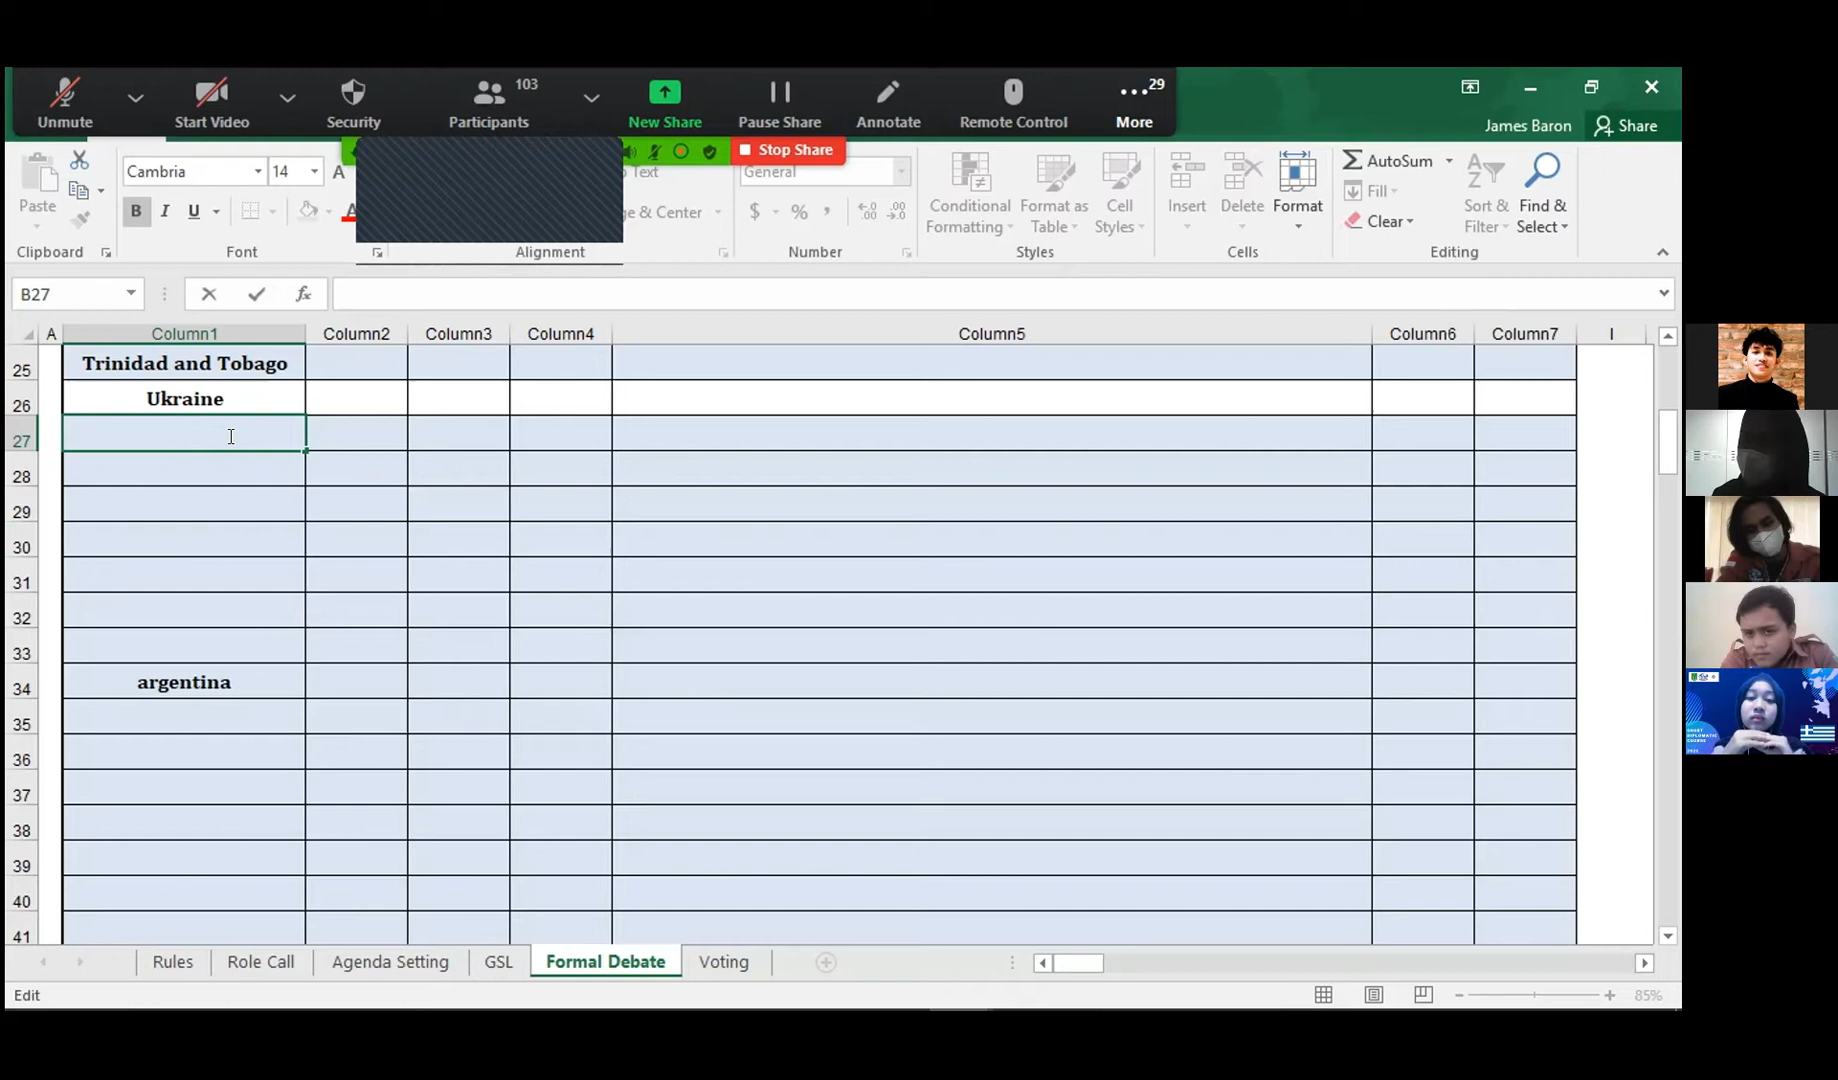 103
29
Unmute
Start Video
Security
Participants
New Share
Pause Share
Annotate
Remote Control
More
James Baron
Share
Stop Share
Paste
Cambria
14
A
B I U
A
Text
ge & Center
General
$ % ,
Conditional
Formatting
Format as
Table
Cell
Styles
Insert
Delete
Format
AutoSum
Fill
Clear
Sort &
Filter
Find &
Select
Clipboard
Font
Alignment
Number
Styles
Cells
Editing
B27
fx
A Column1 Column2 Column3 Column4 Column5 Column6 Column7 I
25 Trinidad and Tobago
26 Ukraine
27
28
29
30
31
32
33
34 argentina
35
36
37
38
39
40
41
Rules
Role Call
Agenda Setting
GSL
Formal Debate
Voting
Edit
85%